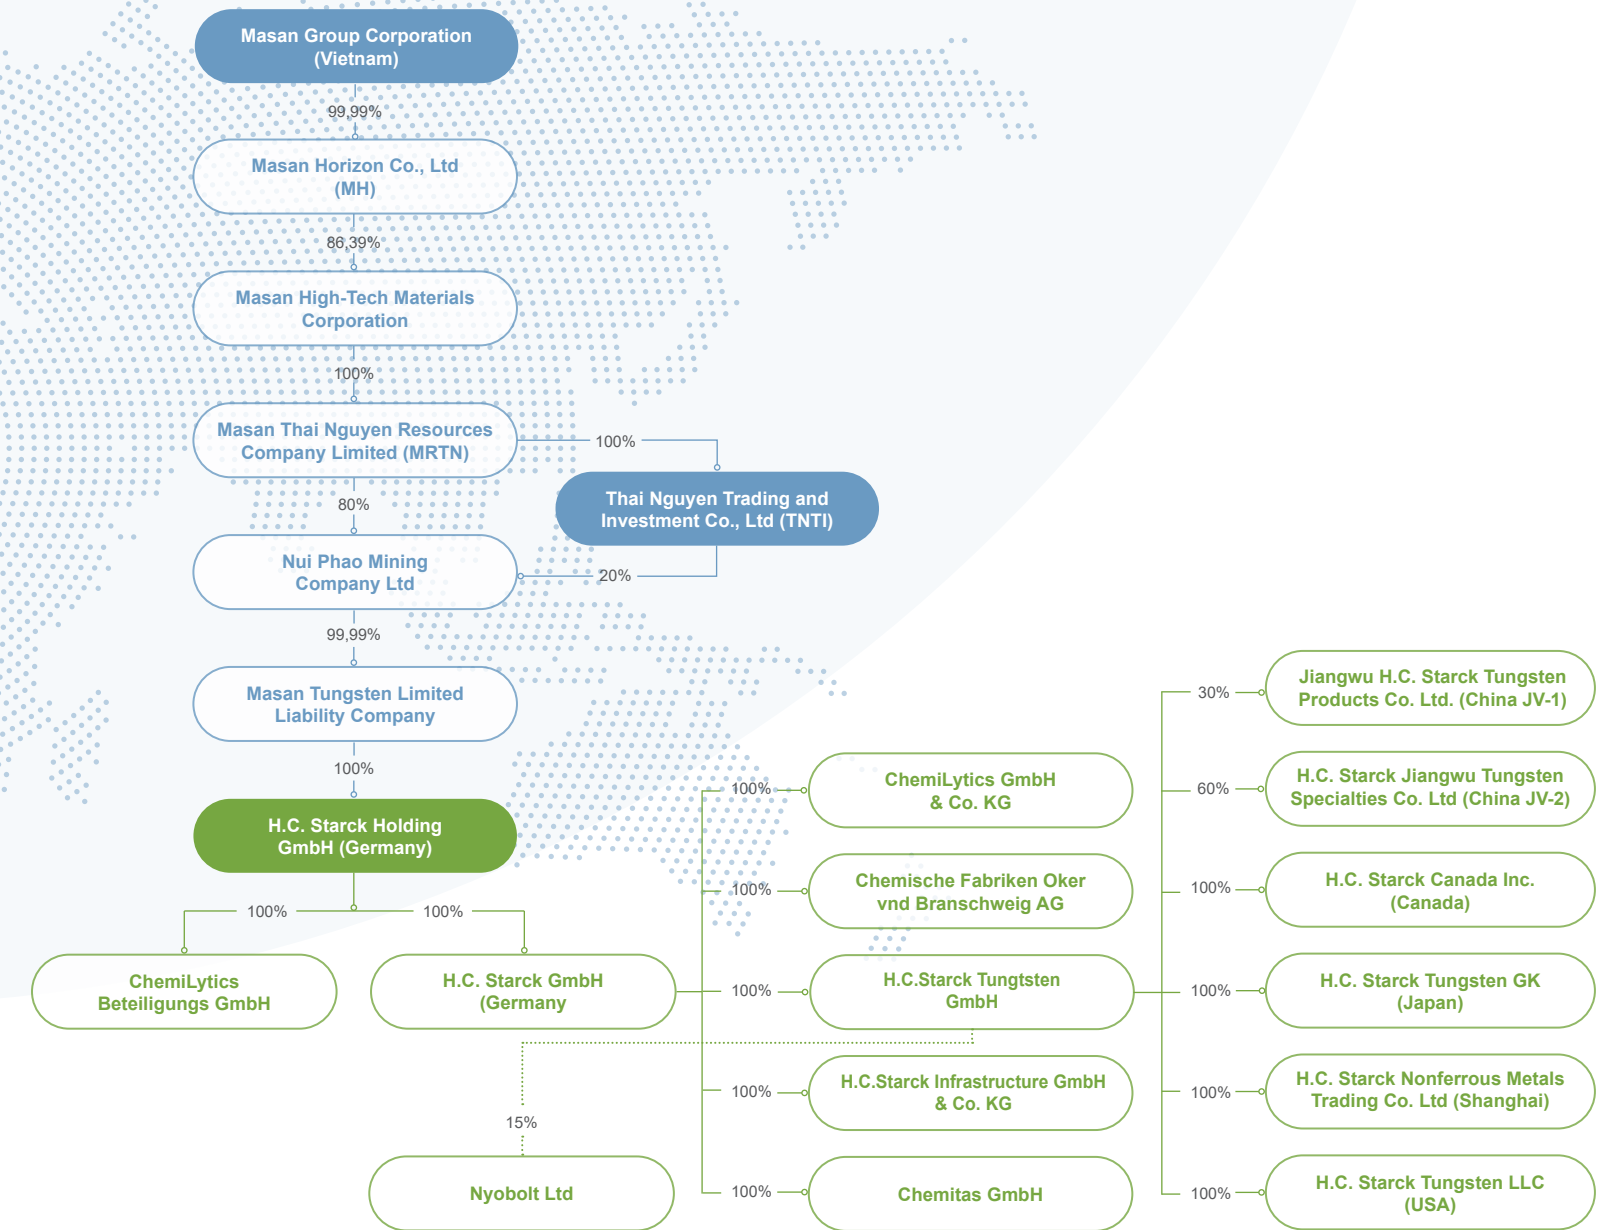 Masan Group Corporation
(Vietnam)
99,99%
Masan Horizon Co., Ltd
(MH)
86,39%
Masan High-Tech Materials
Corporation
100%
Masan Thai Nguyen Resources
Company Limited (MRTN)
100%
Thai Nguyen Trading and
Investment Co., Ltd (TNTI)
80%
20%
Nui Phao Mining
Company Ltd
99,99%
Masan Tungsten Limited
Liability Company
100%
H.C. Starck Holding
GmbH (Germany)
100%
100%
ChemiLytics
Beteiligungs GmbH
H.C. Starck GmbH
(Germany
15%
Nyobolt Ltd
100%
ChemiLytics GmbH
& Co. KG
100%
Chemische Fabriken Oker
vnd Branschweig AG
100%
H.C.Starck Tungtsten
GmbH
100%
H.C.Starck Infrastructure GmbH
& Co. KG
100%
Chemitas GmbH
30%
Jiangwu H.C. Starck Tungsten
Products Co. Ltd. (China JV-1)
60%
H.C. Starck Jiangwu Tungsten
Specialties Co. Ltd (China JV-2)
100%
H.C. Starck Canada Inc.
(Canada)
100%
H.C. Starck Tungsten GK
(Japan)
100%
H.C. Starck Nonferrous Metals
Trading Co. Ltd (Shanghai)
100%
H.C. Starck Tungsten LLC
(USA)